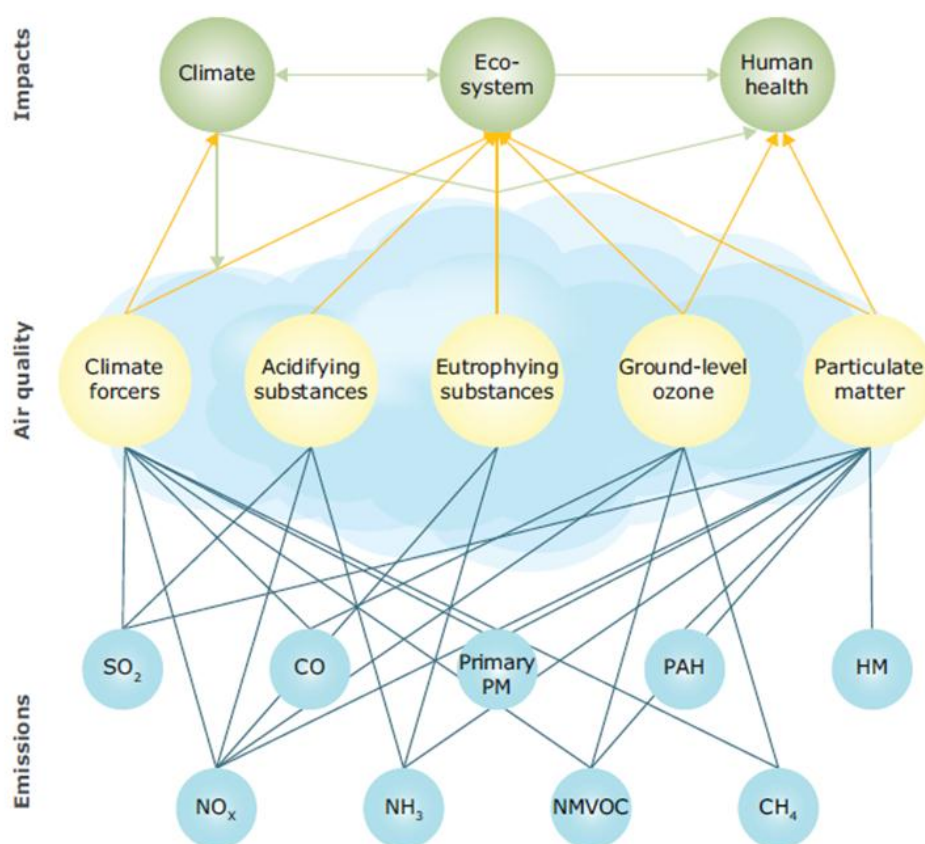 Impacts
Climate
Eco-
system
Human
health
Air quality
Climate
forcers
Acidifying
substances
Eutrophying
substances
Ground-level
ozone
Particulate
matter
Emissions
SO₂
CO
Primary
PM
PAH
HM
NOₓ
NH₃
NMVOC
CH₄